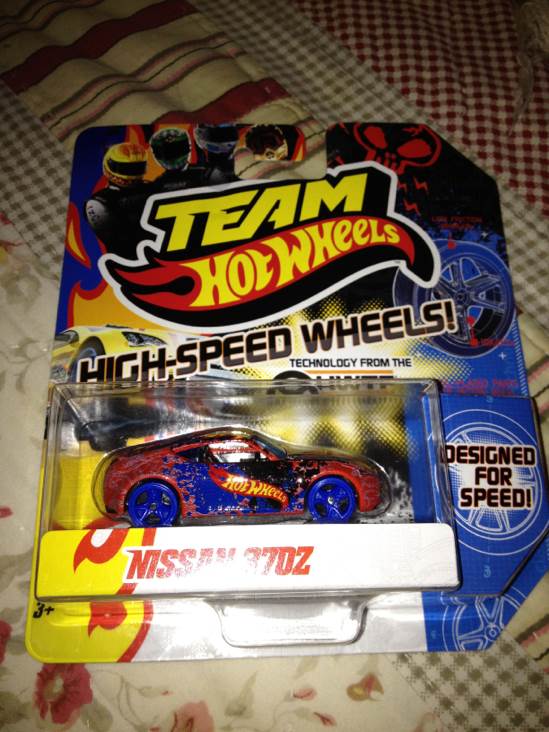 TEAM
HOT WHEELS
HIGH-SPEED WHEELS!
TECHNOLOGY FROM THE
DESIGNED
FOR
SPEED!
HOT WHEELS
NISSAN 370Z
3+